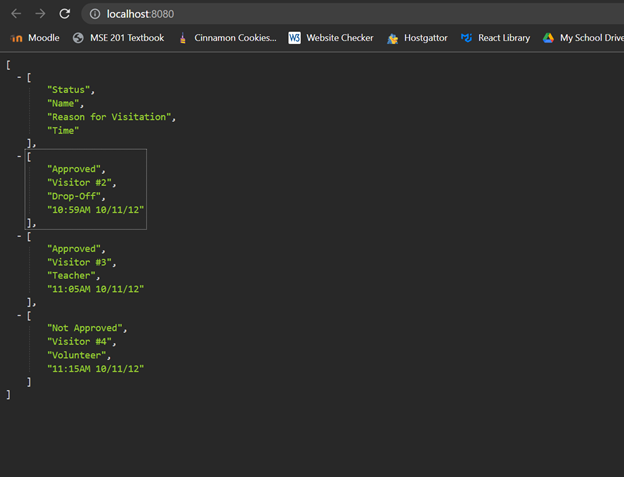 localhost:8080
Moodle MSE 201 Textbook Cinnamon Cookies... W3 Website Checker Hostgattor React Library My School Drive
[
- [
"Status",
"Name",
"Reason for Visitation",
"Time"
],
- [
"Approved",
"Visitor #2",
"Drop-Off",
"10:59AM 10/11/12"
],
- [
"Approved",
"Visitor #3",
"Teacher",
"11:05AM 10/11/12"
],
- [
"Not Approved",
"Visitor #4",
"Volunteer",
"11:15AM 10/11/12"
]
]